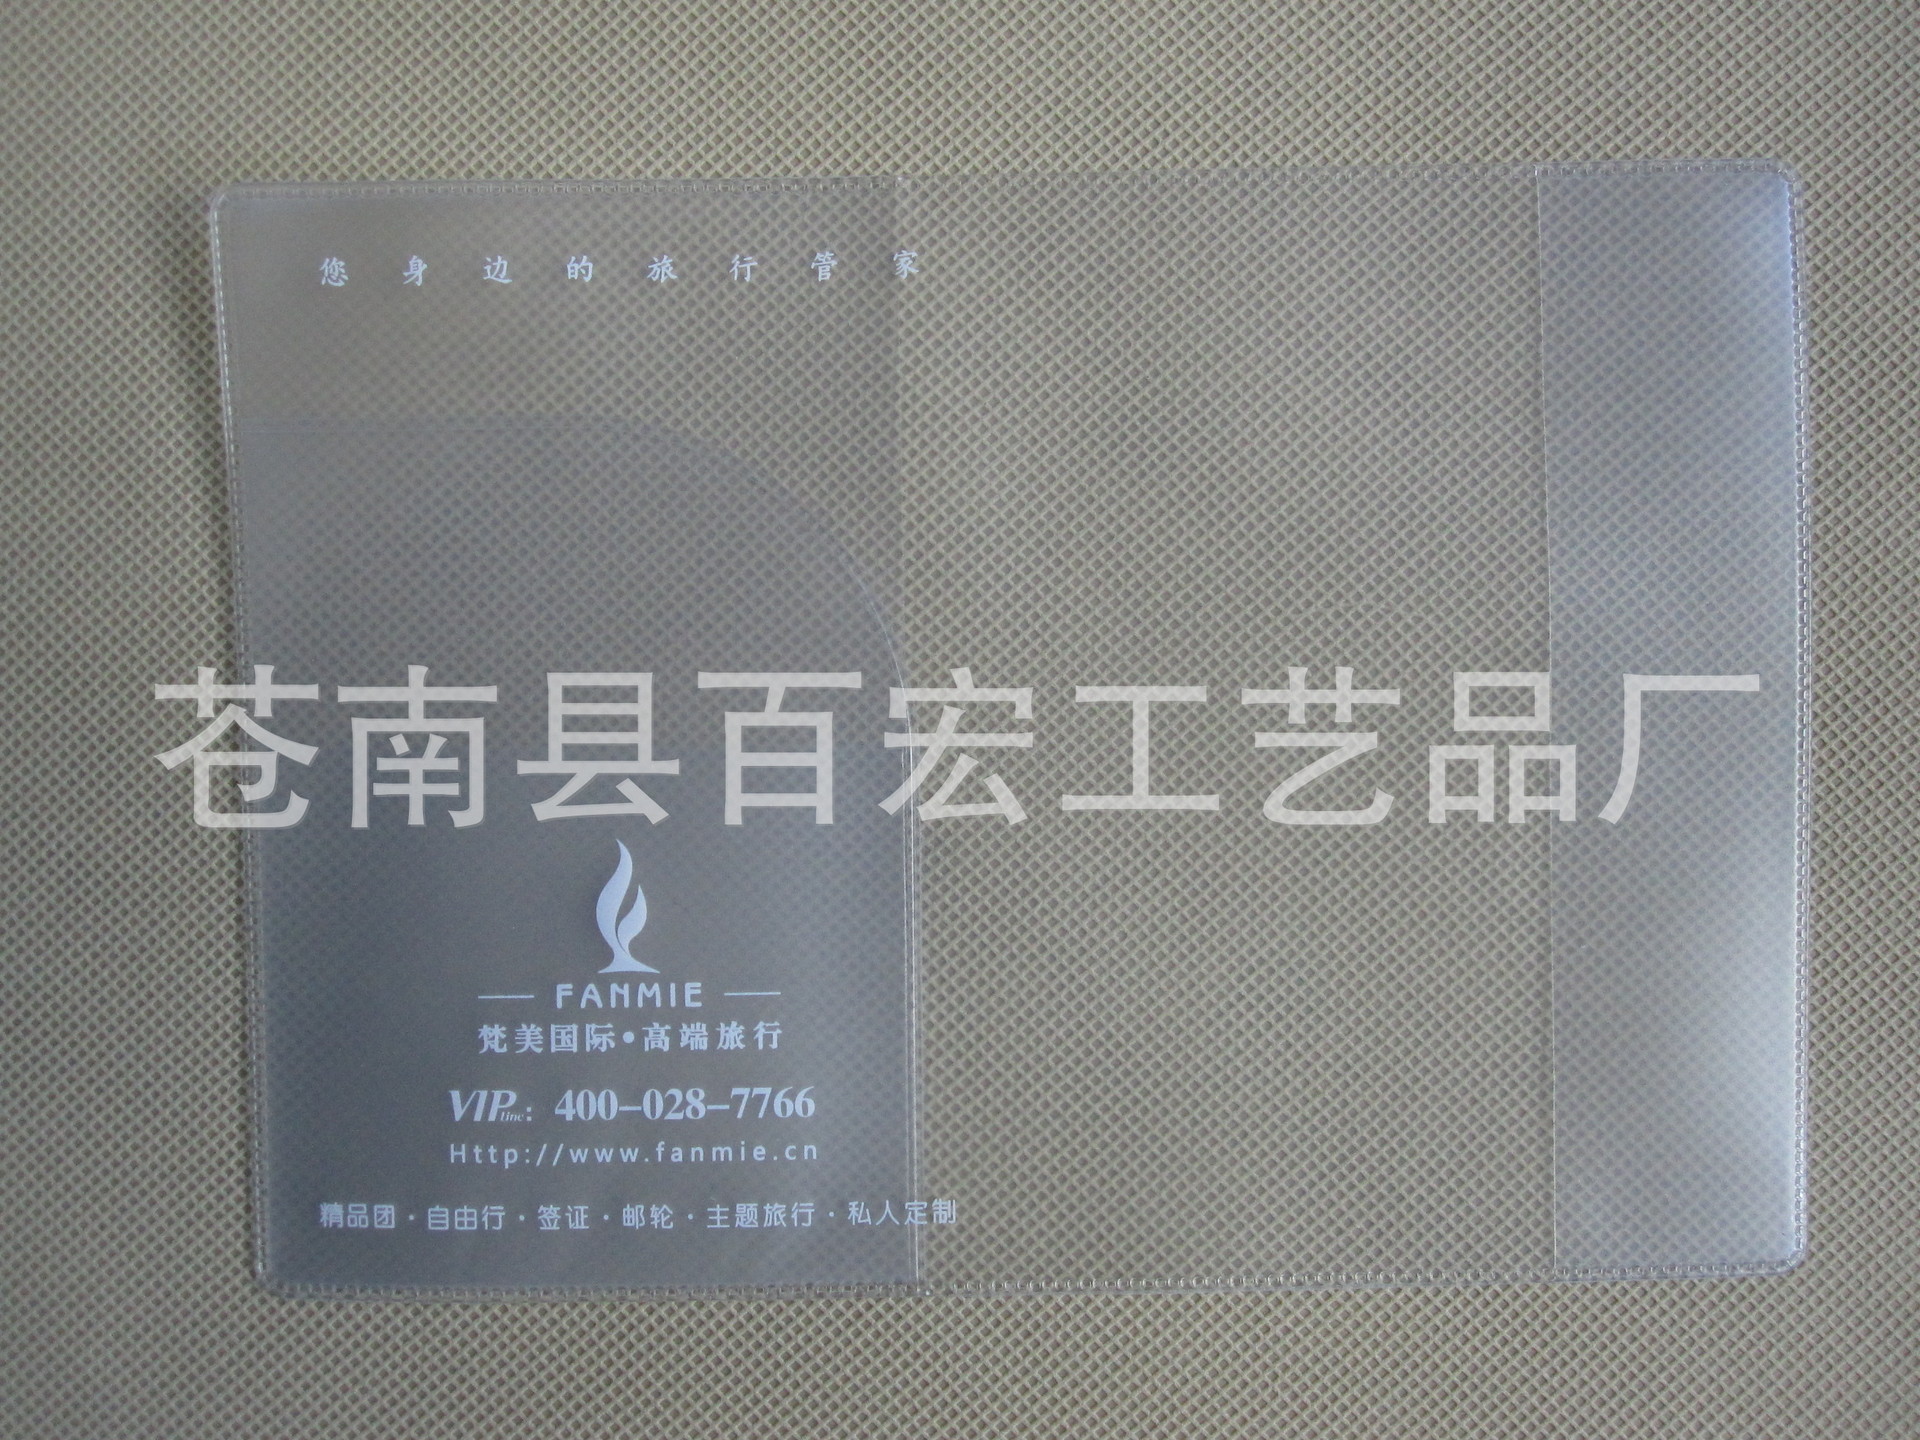 您身边的旅行管家
苍南县百宏工艺品厂
FANMIE
梵美国际•高端旅行
VIPline: 400-028-7766
Http://www.fanmie.cn
精品团·自由行·签证·邮轮·主题旅行·私人定制